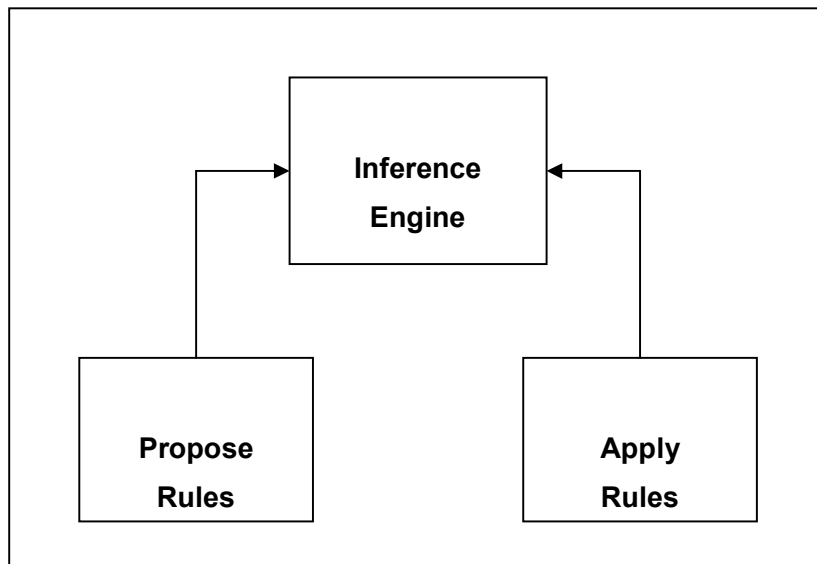 Inference
Engine
Propose
Rules
Apply
Rules